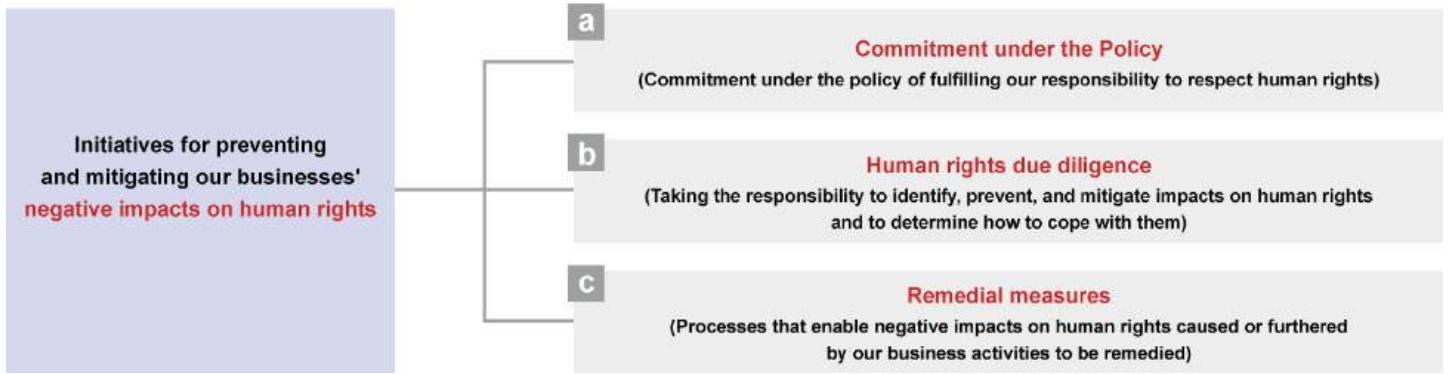 Initiatives for preventing
and mitigating our businesses'
negative impacts on human rights
a
Commitment under the Policy
(Commitment under the policy of fulfilling our responsibility to respect human rights)
b
Human rights due diligence
(Taking the responsibility to identify, prevent, and mitigate impacts on human rights
and to determine how to cope with them)
c
Remedial measures
(Processes that enable negative impacts on human rights caused or furthered
by our business activities to be remedied)